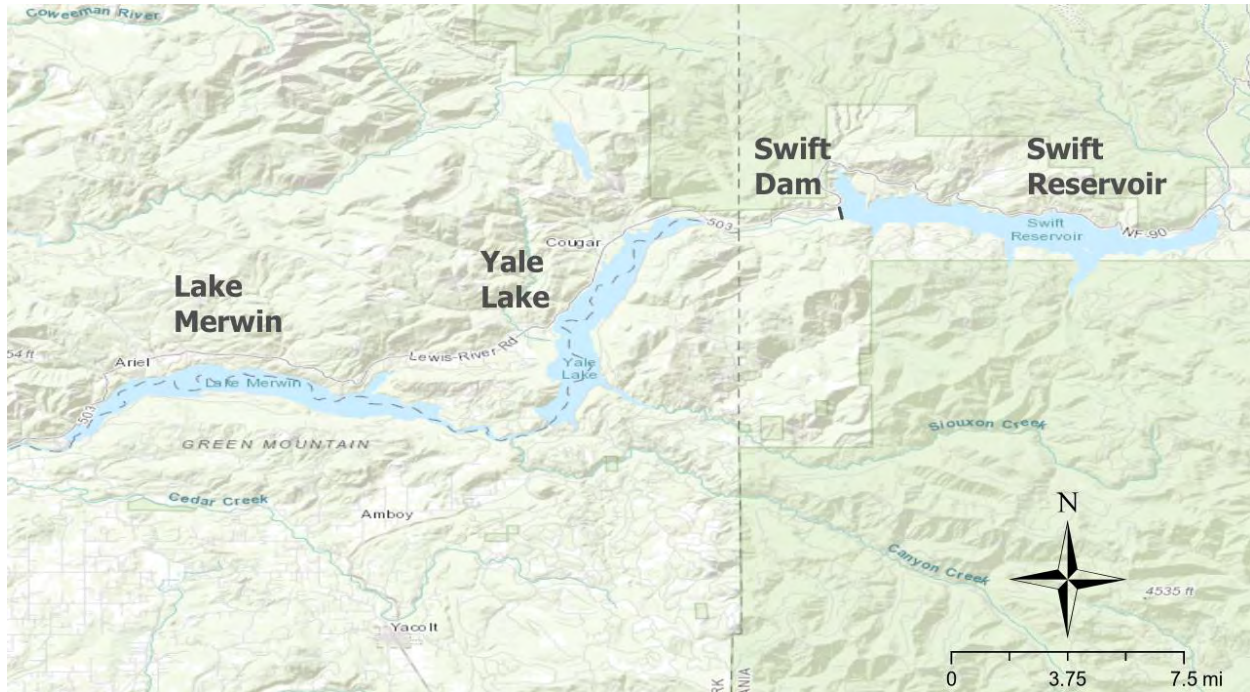 Coweeman River
Swift
Dam
Swift
Reservoir
Swift
Reservoir
NF-90
503
Cougar
Yale
Lake
Lake
Merwin
54 ft
Ariel
Lewis-River-Rd
Yale
Lake
Lake Merwin
503
GREEN MOUNTAIN
Siouxon Creek
Cedar Creek
Amboy
N
Canyon Creek
4535 ft
Yacolt
RK
ANIA
0 3.75 7.5 mi